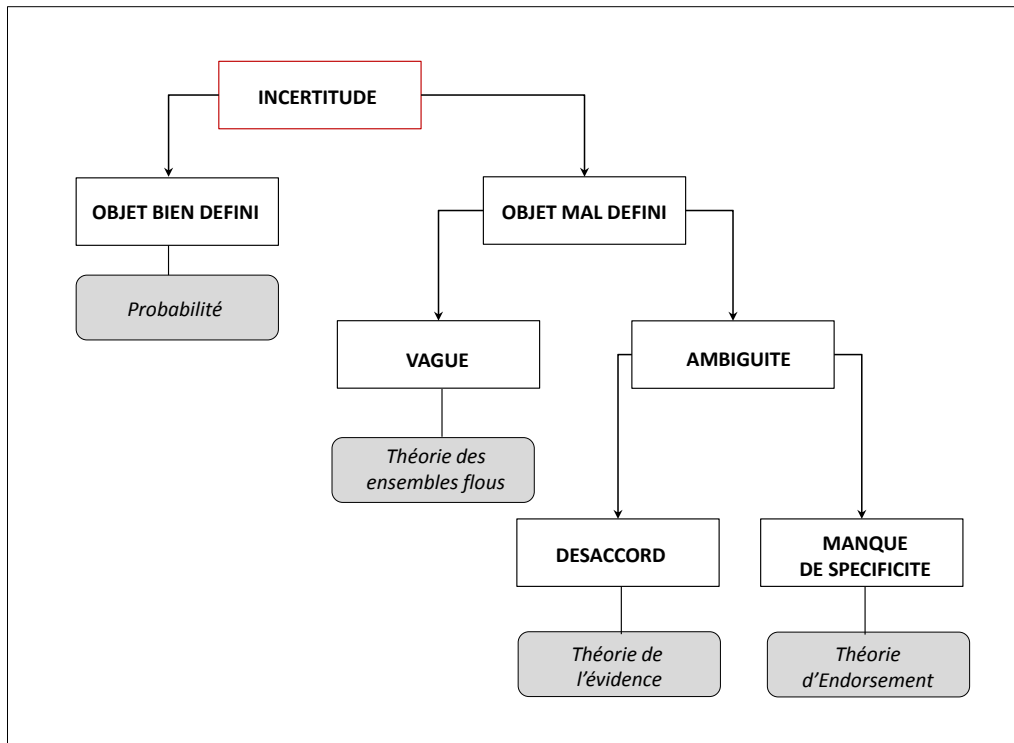 INCERTITUDE
OBJET BIEN DEFINI
OBJET MAL DEFINI
Probabilité
VAGUE
AMBIGUITE
Théorie des
ensembles flous
DESACCORD
MANQUE
DE SPECIFICITE
Théorie de
l’évidence
Théorie
d’Endorsement